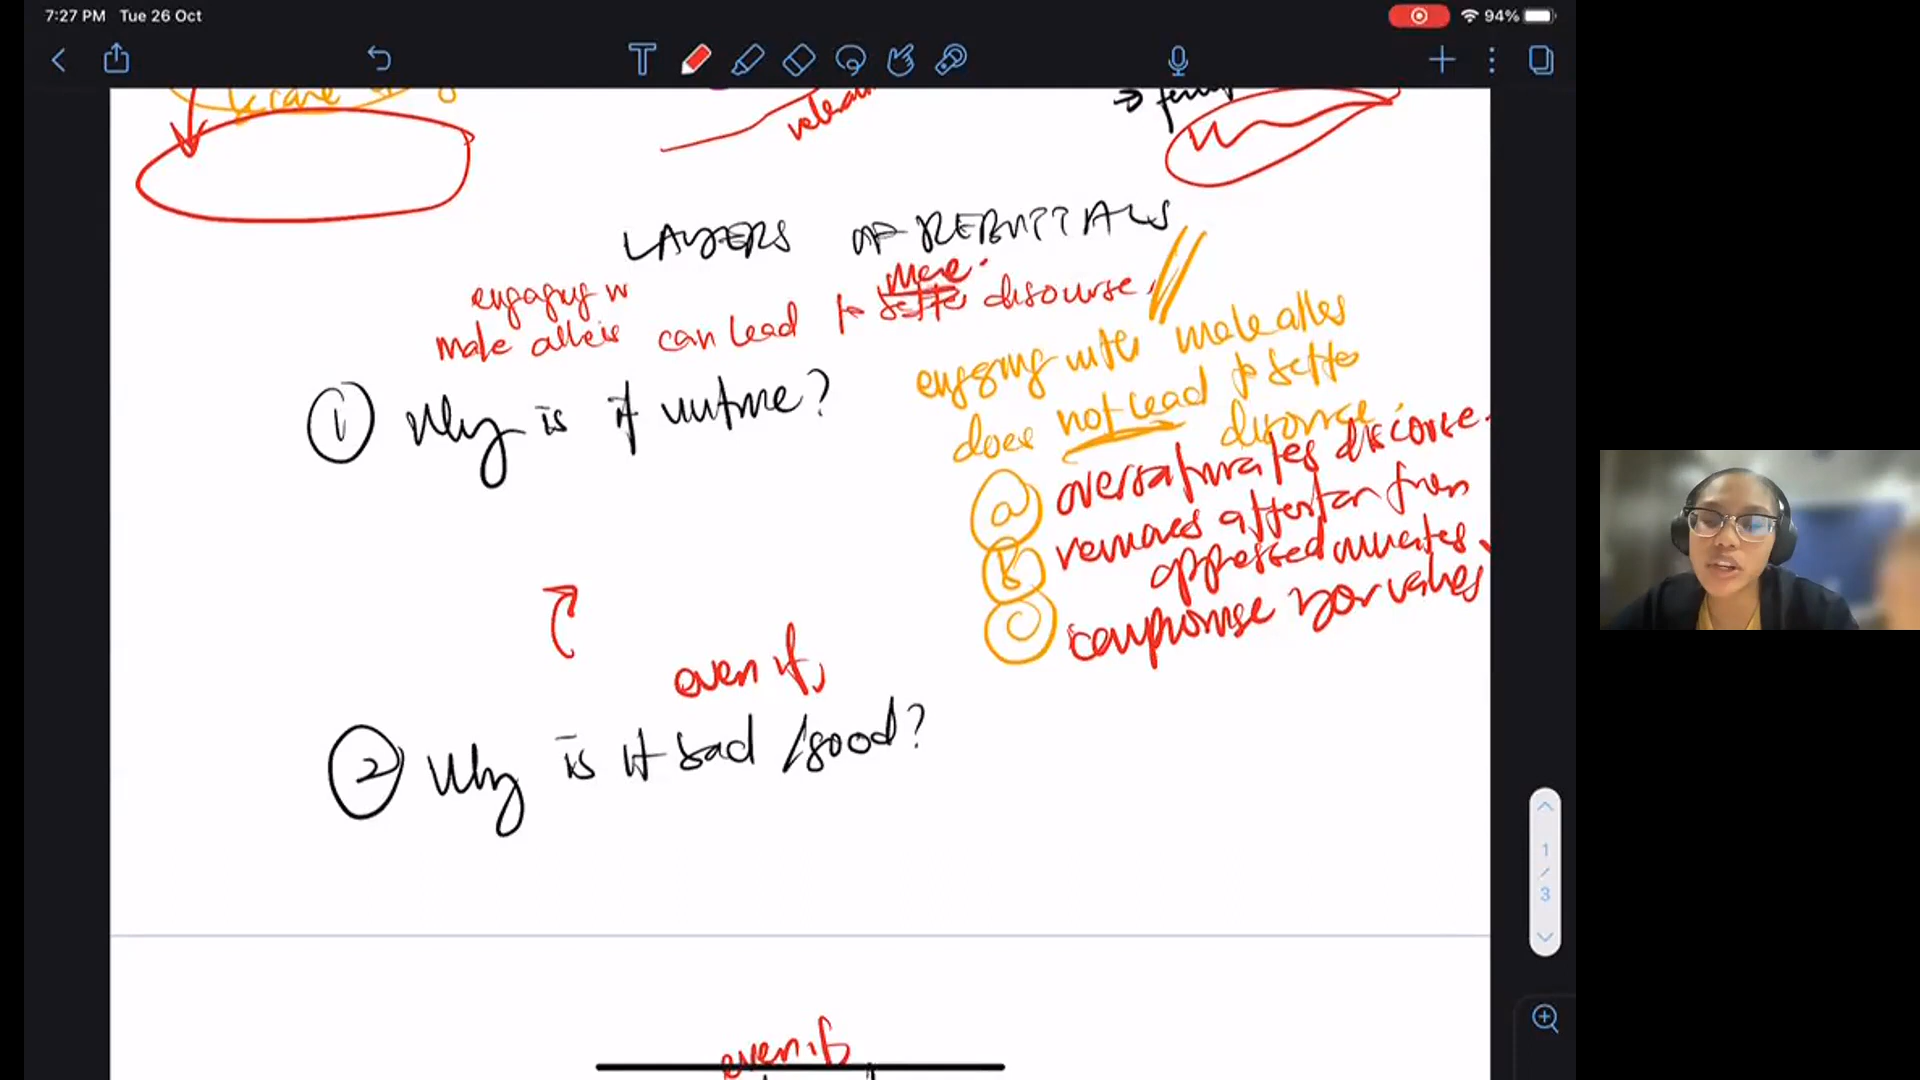 7:27 PM Tue 26 Oct
94%
LAYERS OF REBUTTALS
more
engaging w
male allies can lead to better discourse.
engaging with male allies
does not lead to better
discourse.
① Why is it untrue?
a oversaturates discourse.
b removes attention from
oppressed minorities
c compromise your values
even if,
② Why is it bad/good?
1
/
3
even if